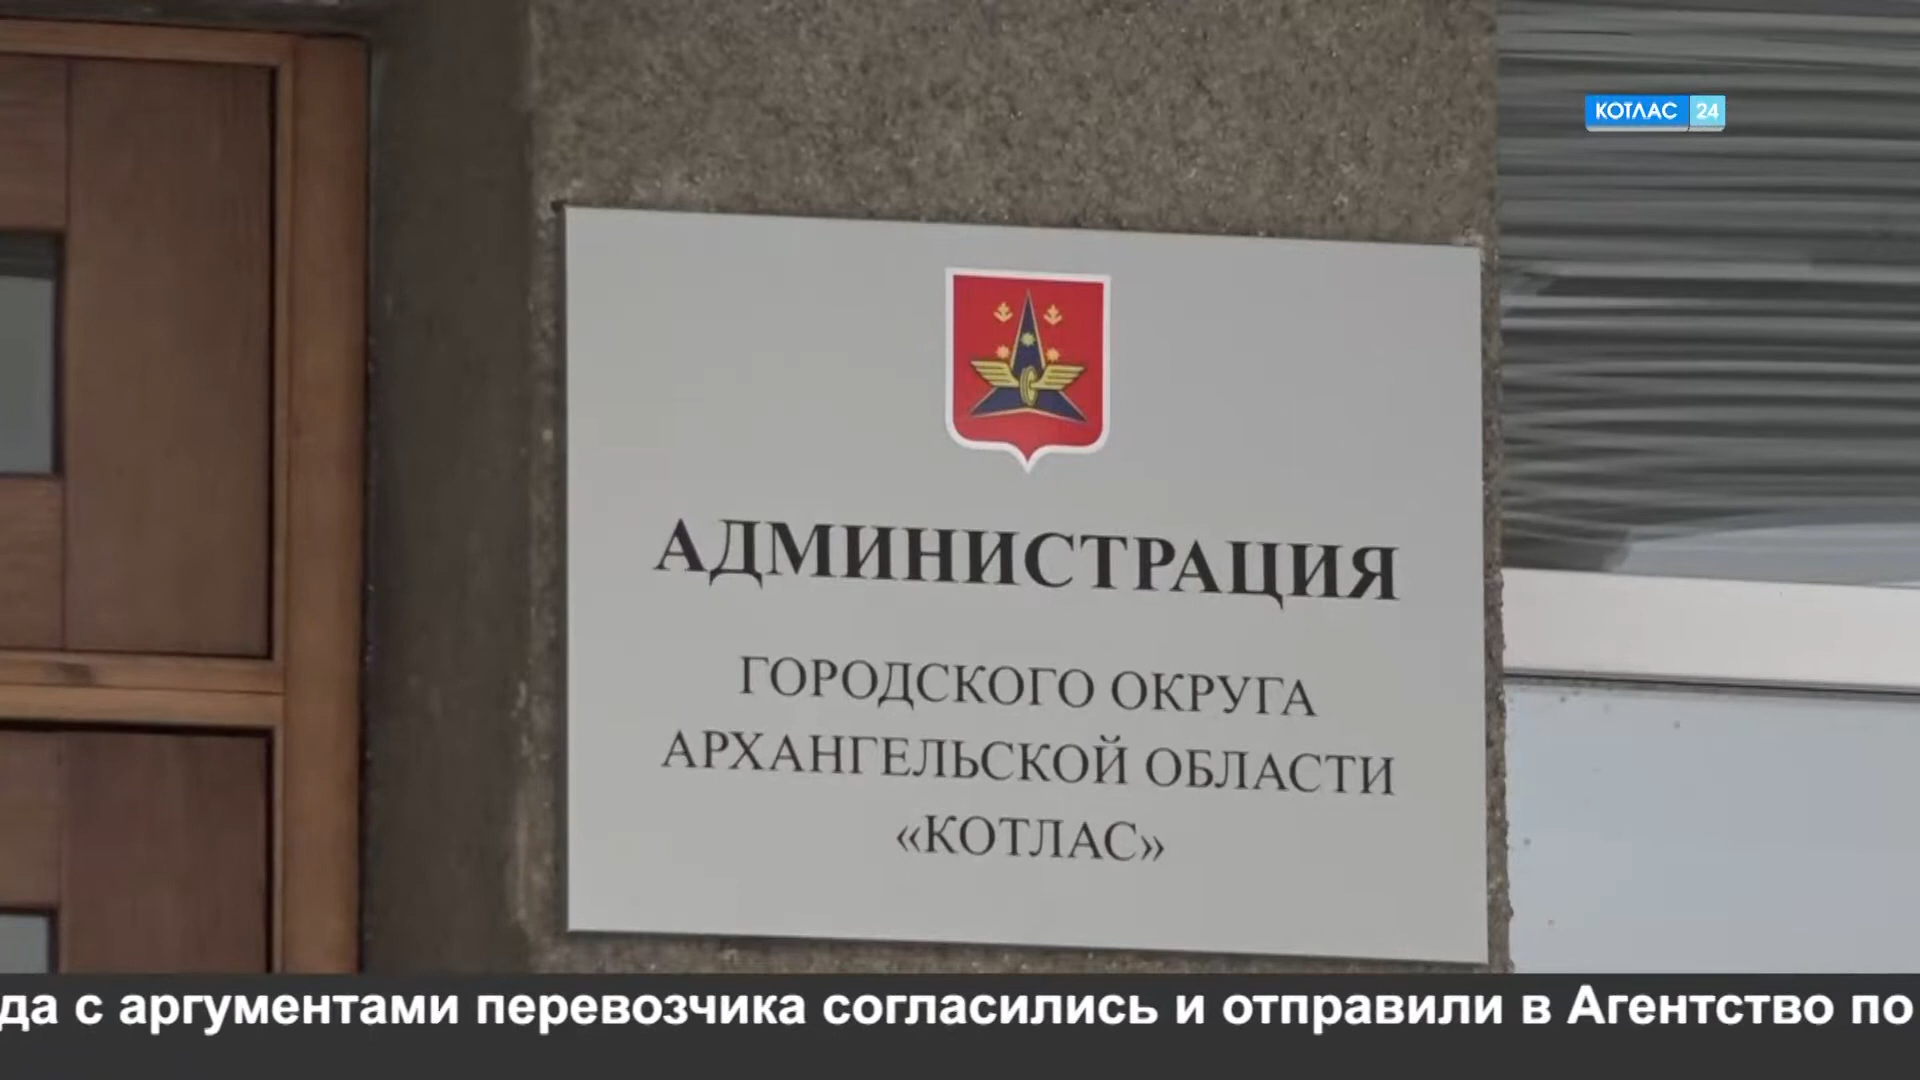 КОТЛАС 24
АДМИНИСТРАЦИЯ
ГОРОДСКОГО ОКРУГА
АРХАНГЕЛЬСКОЙ ОБЛАСТИ
«КОТЛАС»
да с аргументами перевозчика согласились и отправили в Агентство по